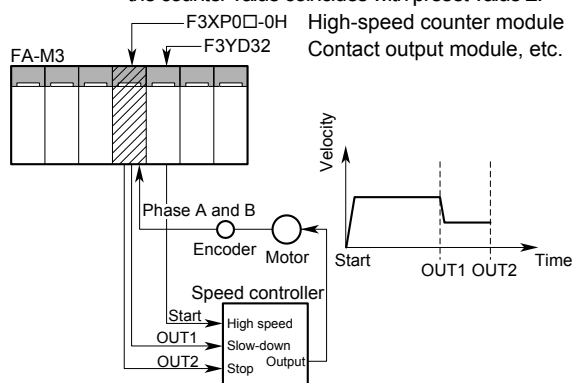 the counter value coincides with preset value 2.
F3XP0□-0H High-speed counter module
F3YD32 Contact output module, etc.
FA-M3
Velocity
Phase A and B
Encoder
Motor
Start
OUT1 OUT2
Time
Speed controller
Start
High speed
OUT1
Slow-down
OUT2
Stop
Output